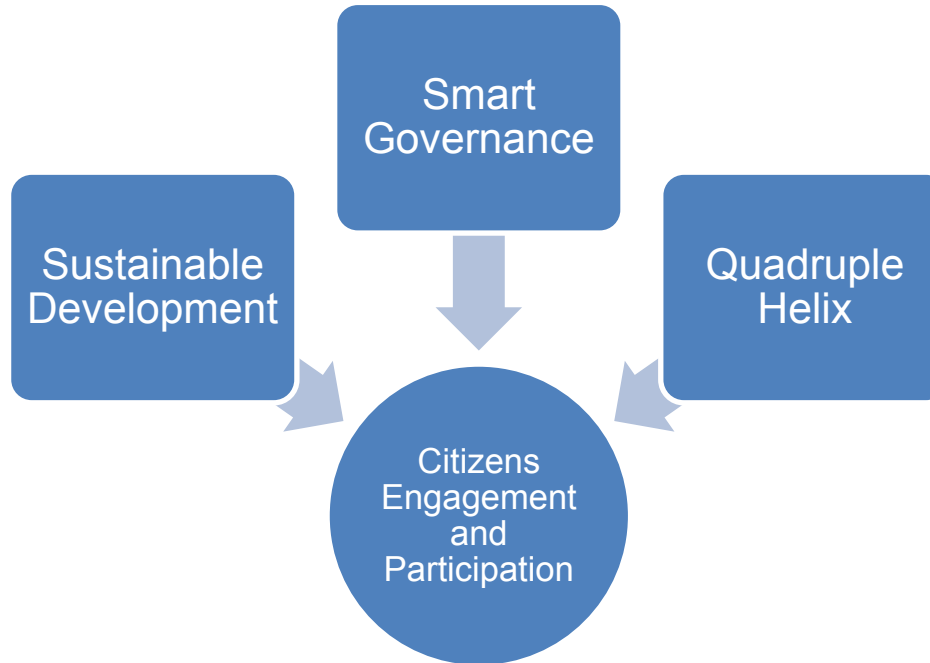 Smart
Governance
Sustainable
Development
Quadruple
Helix
Citizens
Engagement
and
Participation